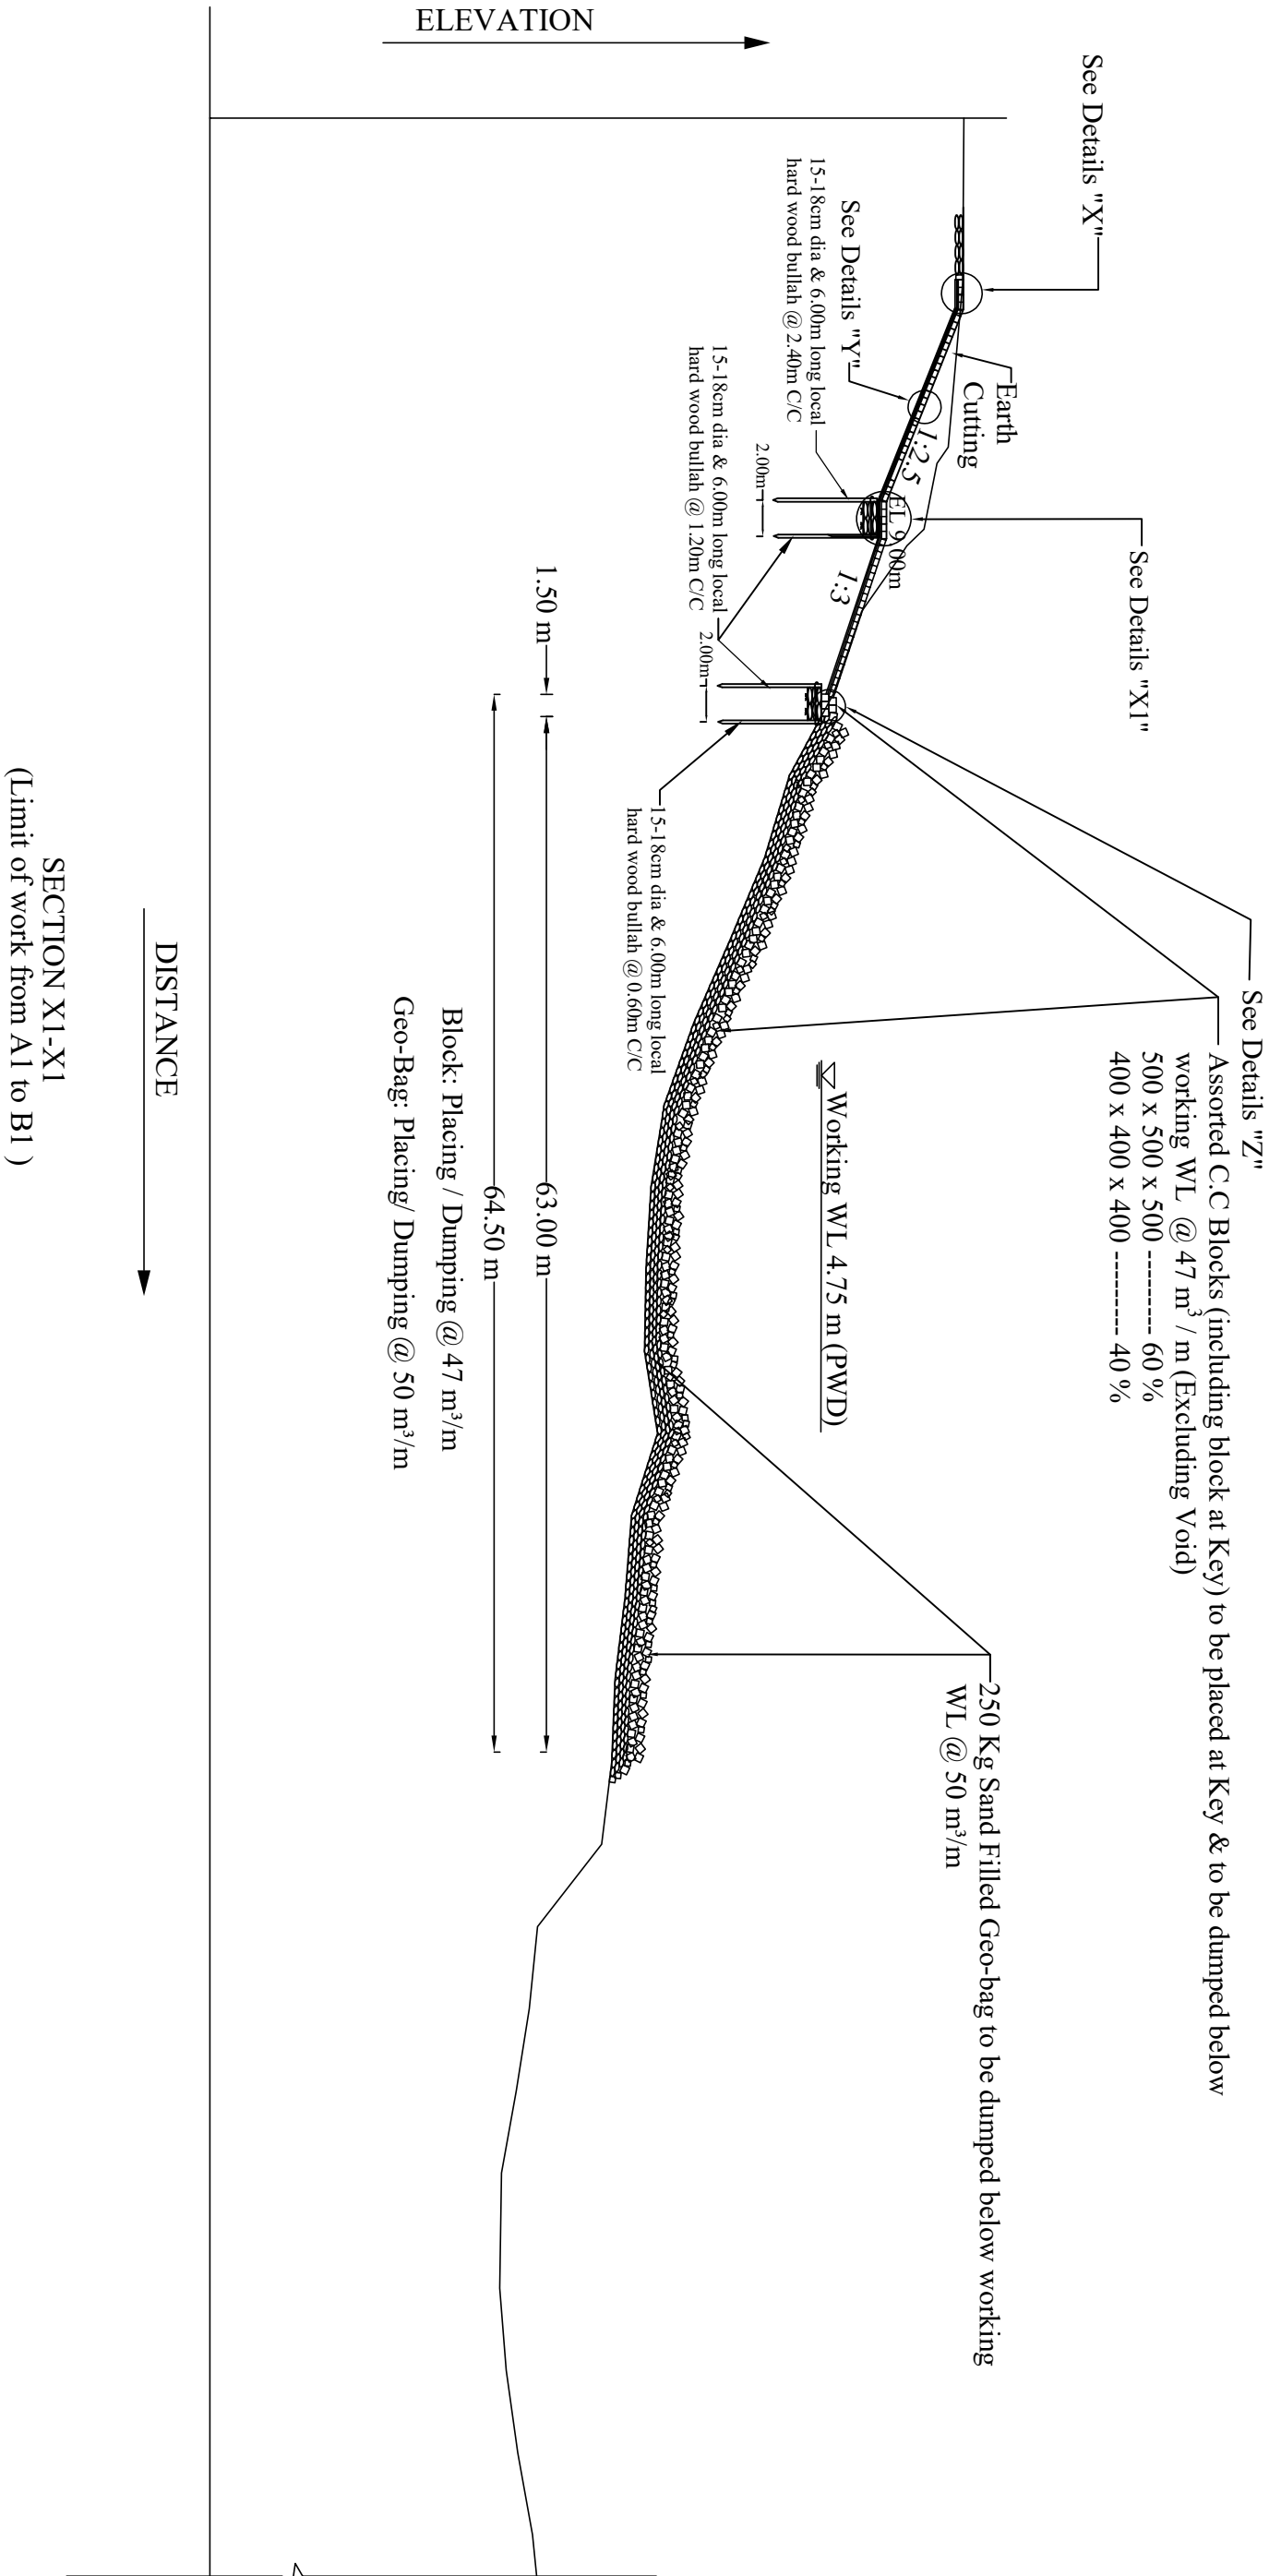 ELEVATION
See Details "X"
See Details "X1"
See Details "Z"
Assorted C.C Blocks (including block at Key) to be placed at Key & to be dumped below
working WL @ 47 m³ / m (Excluding Void)
500 x 500 x 500 --------- 60 %
400 x 400 x 400 --------- 40 %
Earth
Cutting
1:2.5
EL 9.00m
1:3
See Details "Y"
15-18cm dia & 6.00m long local
hard wood bullah @ 2.40m C/C
2.00m
15-18cm dia & 6.00m long local
hard wood bullah @ 1.20m C/C
2.00m
15-18cm dia & 6.00m long local
hard wood bullah @ 0.60m C/C
Working WL 4.75 m (PWD)
250 Kg Sand Filled Geo-bag to be dumped below working
WL @ 50 m³/m
1.50 m
63.00 m
64.50 m
Block: Placing / Dumping @ 47 m³/m
Geo-Bag: Placing/ Dumping @ 50 m³/m
DISTANCE
SECTION X1-X1
(Limit of work from A1 to B1 )